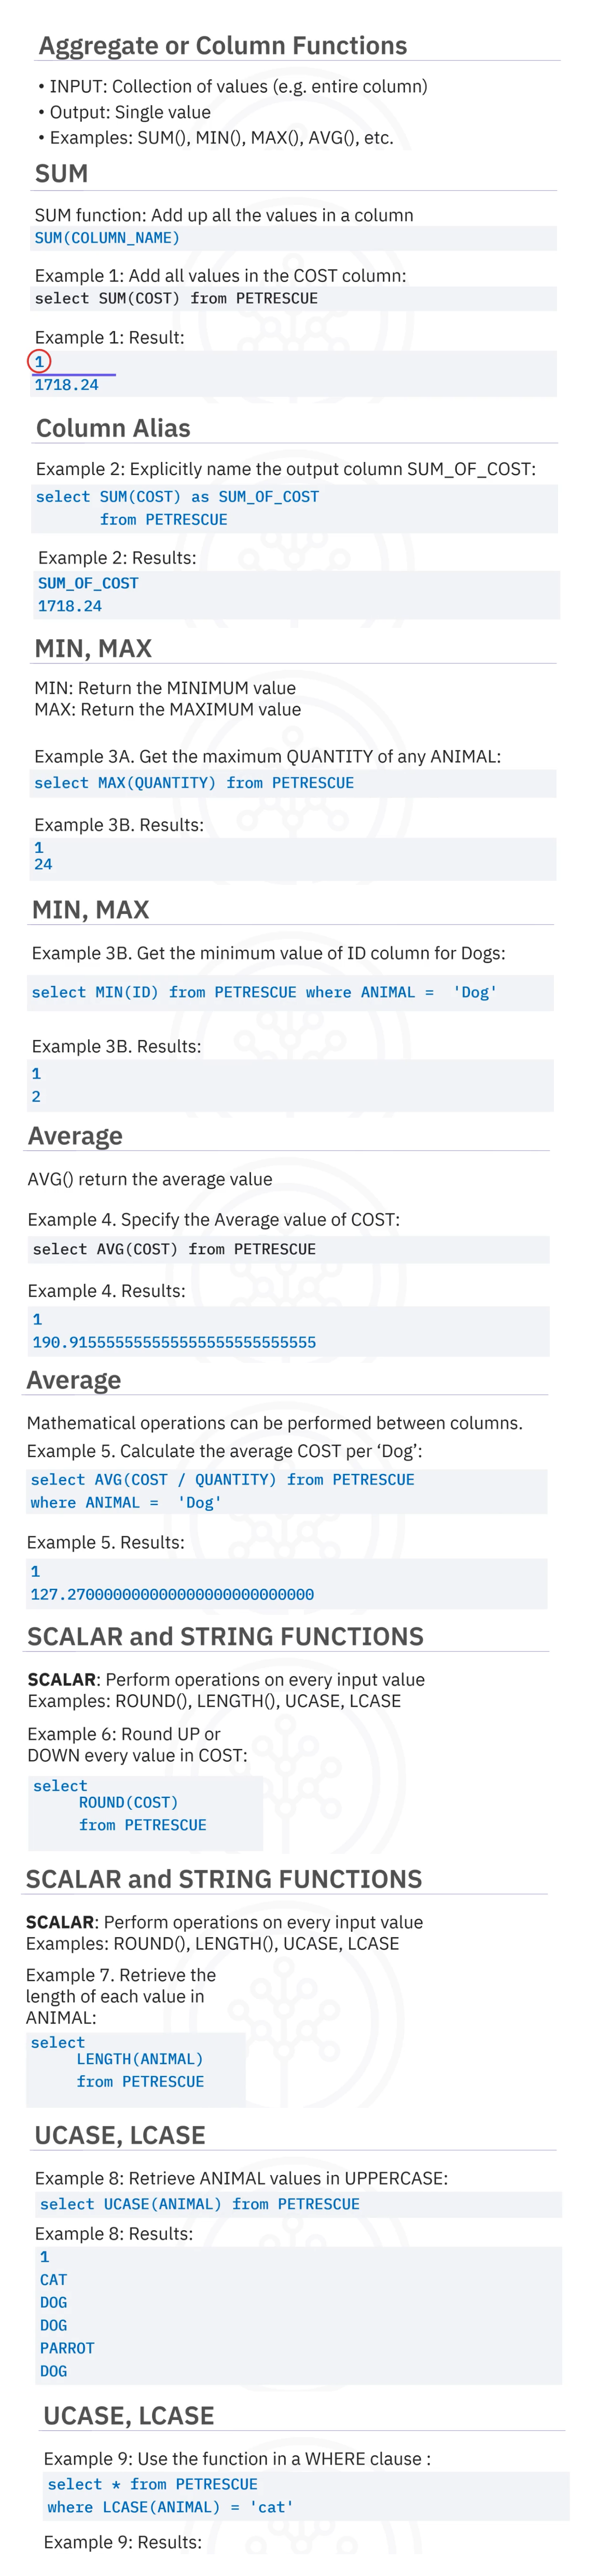 Aggregate or Column Functions
• INPUT: Collection of values (e.g. entire column)
• Output: Single value
• Examples: SUM(), MIN(), MAX(), AVG(), etc.
SUM
SUM function: Add up all the values in a column
SUM(COLUMN_NAME)
Example 1: Add all values in the COST column:
select SUM(COST) from PETRESCUE
Example 1: Result:
1
1718.24
Column Alias
Example 2: Explicitly name the output column SUM_OF_COST:
select SUM(COST) as SUM_OF_COST
from PETRESCUE
Example 2: Results:
SUM_OF_COST
1718.24
MIN, MAX
MIN: Return the MINIMUM value
MAX: Return the MAXIMUM value
Example 3A. Get the maximum QUANTITY of any ANIMAL:
select MAX(QUANTITY) from PETRESCUE
Example 3B. Results:
1
24
MIN, MAX
Example 3B. Get the minimum value of ID column for Dogs:
select MIN(ID) from PETRESCUE where ANIMAL = 'Dog'
Example 3B. Results:
1
2
Average
AVG() return the average value
Example 4. Specify the Average value of COST:
select AVG(COST) from PETRESCUE
Example 4. Results:
1
190.9155555555555555555555555
Average
Mathematical operations can be performed between columns.
Example 5. Calculate the average COST per ‘Dog’:
select AVG(COST / QUANTITY) from PETRESCUE
where ANIMAL = 'Dog'
Example 5. Results:
1
127.2700000000000000000000000
SCALAR and STRING FUNCTIONS
SCALAR: Perform operations on every input value
Examples: ROUND(), LENGTH(), UCASE, LCASE
Example 6: Round UP or
DOWN every value in COST:
select
ROUND(COST)
from PETRESCUE
SCALAR and STRING FUNCTIONS
SCALAR: Perform operations on every input value
Examples: ROUND(), LENGTH(), UCASE, LCASE
Example 7. Retrieve the
length of each value in
ANIMAL:
select
LENGTH(ANIMAL)
from PETRESCUE
UCASE, LCASE
Example 8: Retrieve ANIMAL values in UPPERCASE:
select UCASE(ANIMAL) from PETRESCUE
Example 8: Results:
1
CAT
DOG
DOG
PARROT
DOG
UCASE, LCASE
Example 9: Use the function in a WHERE clause :
select * from PETRESCUE
where LCASE(ANIMAL) = 'cat'
Example 9: Results: